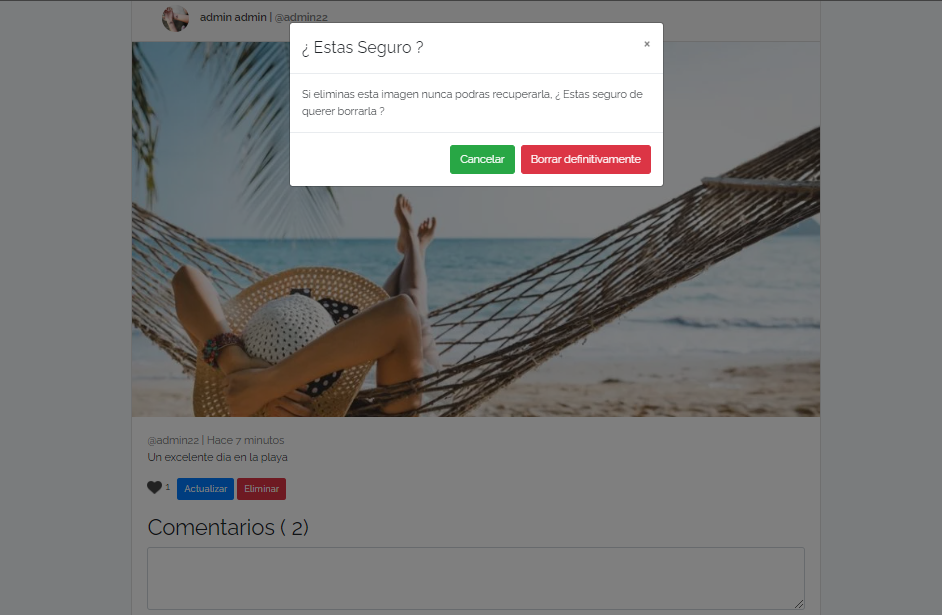 admin admin | @admin22
¿ Estas Seguro ?
×
Si eliminas esta imagen nunca podras recuperarla, ¿ Estas seguro de
querer borrarla ?
Cancelar Borrar definitivamente
@admin22 | Hace 7 minutos
Un excelente dia en la playa
1 Actualizar Eliminar
Comentarios ( 2)